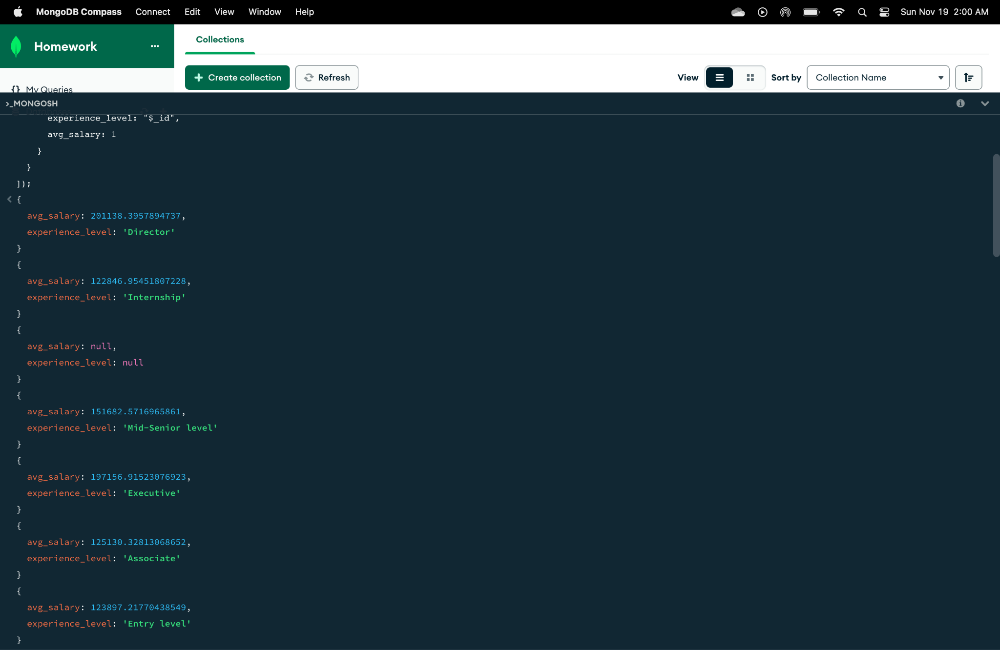 MongoDB Compass Connect Edit View Window Help Sun Nov 19 2:00 AM
Homework ...
Collections
+ Create collection Refresh View Sort by Collection Name
{} My Queries
>_MONGOSH
Databases
experience_level: "$_id",
avg_salary: 1
}
}
]);
< {
avg_salary: 201138.3957894737,
experience_level: 'Director'
}
{
avg_salary: 122846.95451807228,
experience_level: 'Internship'
}
{
avg_salary: null,
experience_level: null
}
{
avg_salary: 151682.5716965861,
experience_level: 'Mid-Senior level'
}
{
avg_salary: 197156.91523076923,
experience_level: 'Executive'
}
{
avg_salary: 125130.32813068652,
experience_level: 'Associate'
}
{
avg_salary: 123897.21770438549,
experience_level: 'Entry level'
}